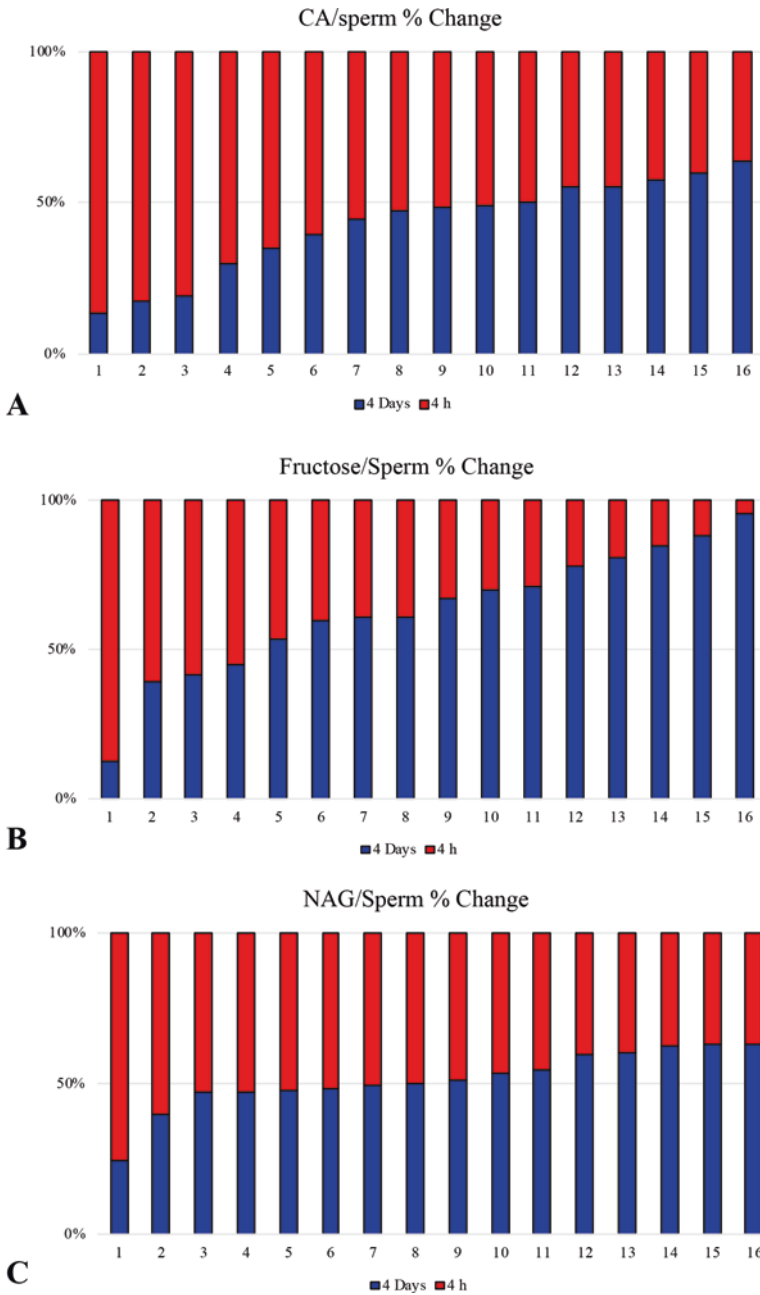 CA/sperm % Change
100%
50%
0%
1 2 3 4 5 6 7 8 9 10 11 12 13 14 15 16
A
4 Days 4 h
Fructose/Sperm % Change
100%
50%
0%
1 2 3 4 5 6 7 8 9 10 11 12 13 14 15 16
B
4 Days 4 h
NAG/Sperm % Change
100%
50%
0%
1 2 3 4 5 6 7 8 9 10 11 12 13 14 15 16
C
4 Days 4 h